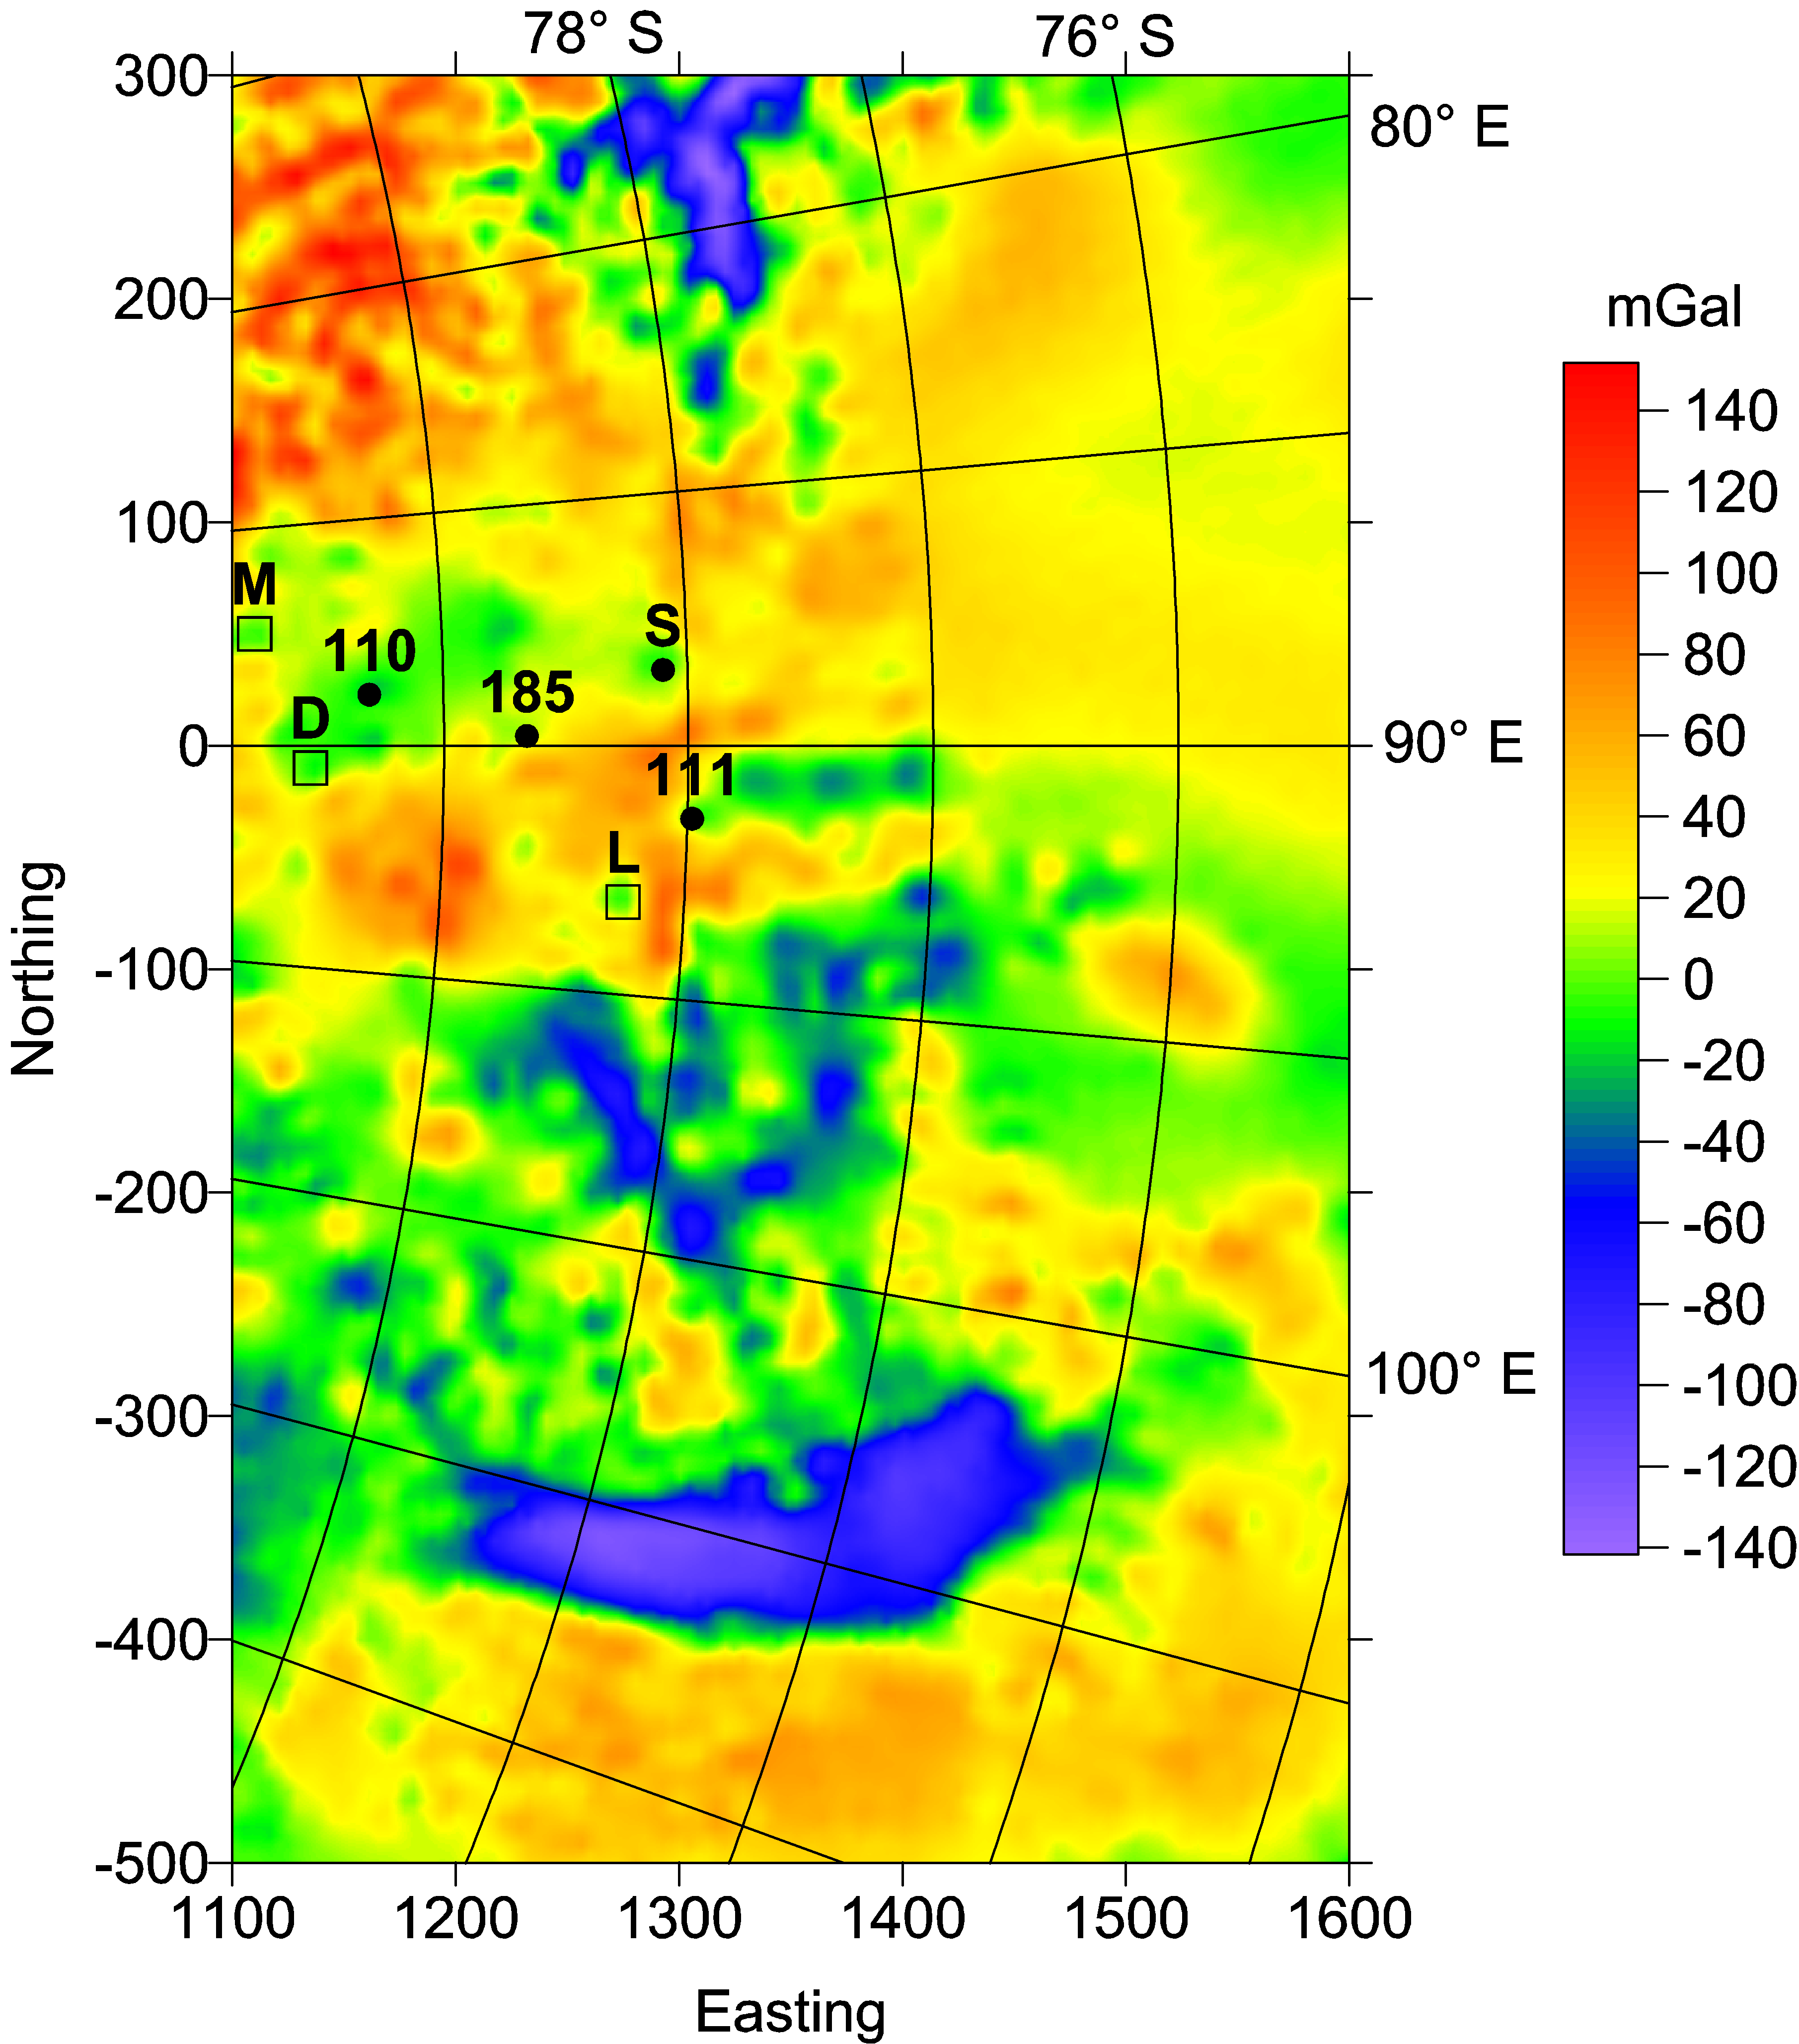 78° S 76° S
300
80° E
200
mGal
140
120
100
100
M
S
80
110
185
D
60
0
90° E
111
40
L
20
Northing
-100
0
-20
-40
-200
-60
-80
100° E
-100
-300
-120
-140
-400
-500
1100 1200 1300 1400 1500 1600
Easting